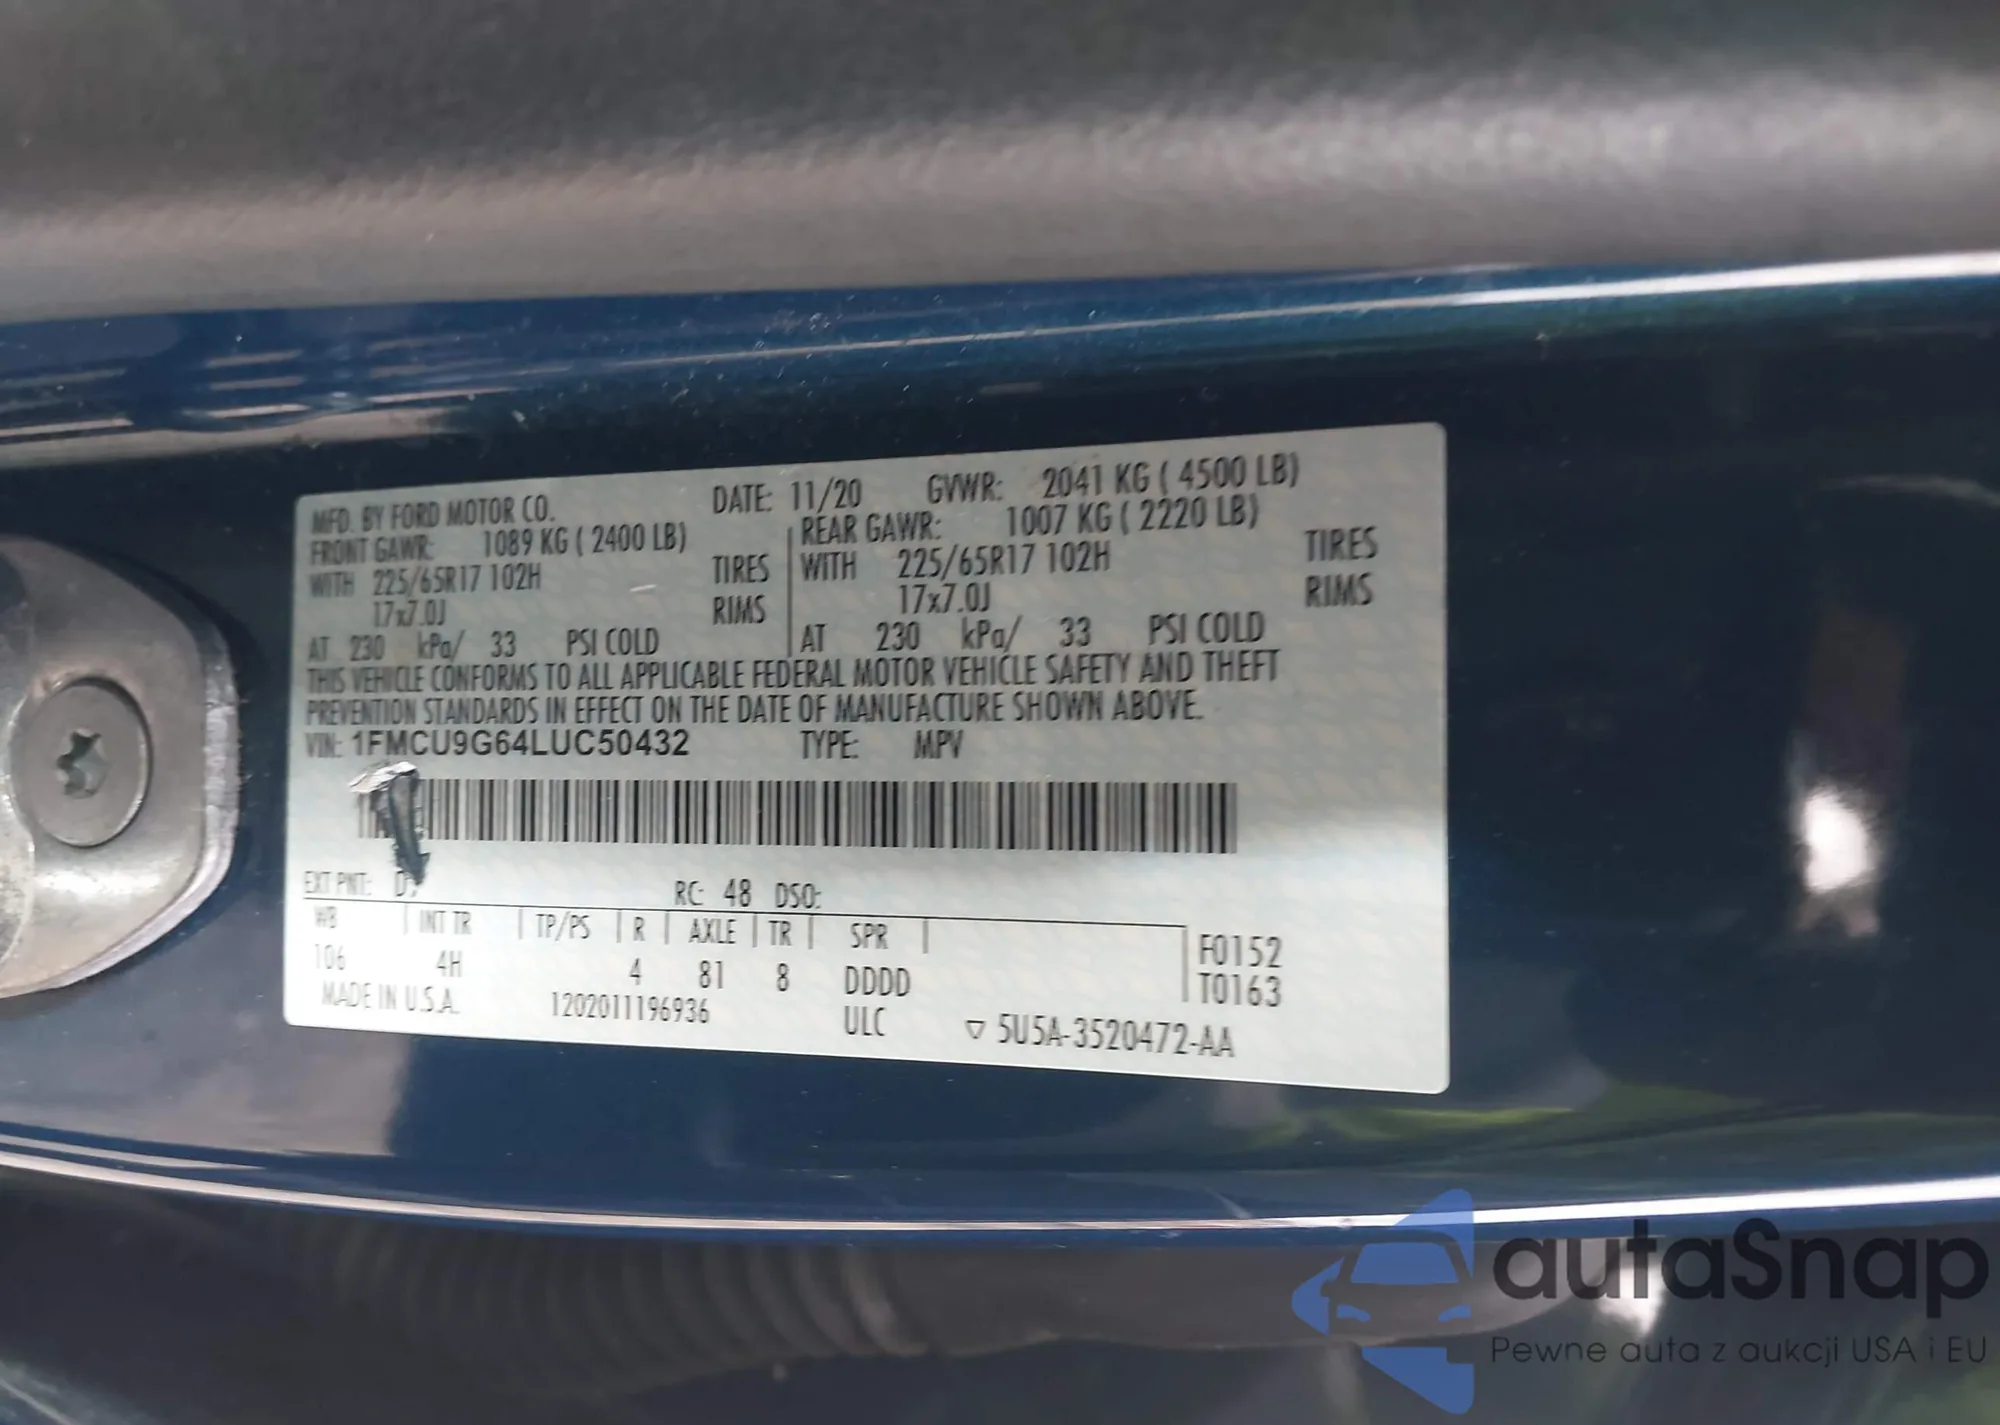 MFD. BY FORD MOTOR CO. DATE: 11/20 GVWR: 2041 KG ( 4500 LB)
FRONT GAWR: 1089 KG ( 2400 LB) REAR GAWR: 1007 KG ( 2220 LB)
WITH 225/65R17 102H TIRES WITH 225/65R17 102H TIRES
17x7.0J RIMS 17x7.0J RIMS
AT 230 kPa/ 33 PSI COLD AT 230 kPa/ 33 PSI COLD
THIS VEHICLE CONFORMS TO ALL APPLICABLE FEDERAL MOTOR VEHICLE SAFETY AND THEFT
PREVENTION STANDARDS IN EFFECT ON THE DATE OF MANUFACTURE SHOWN ABOVE.
VIN: 1FMCU9G64LUC50432 TYPE: MPV
EXT PNT: RC: 48 DSO:
WB INT TR TP/PS R AXLE TR SPR F0152
106 4H 4 81 8 DDDD T0163
MADE IN U.S.A. 1202011196936 ULC ▽ 5U5A-3520472-AA
autaSnap
Pewne auta z aukcji USA i EU